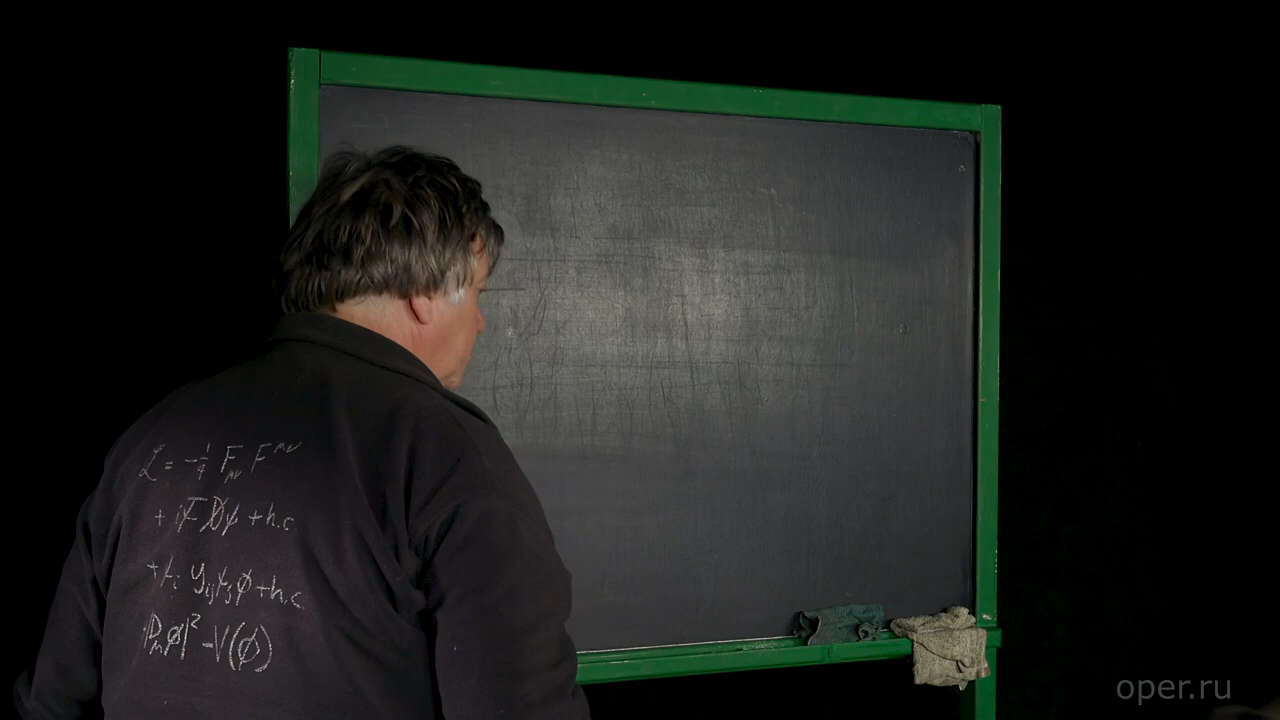 ℒ = -1/4 F_μν F^μν
+ iψ̄D̸ψ + h.c
+ ψ_i y_ij ψ_j φ + h.c
|D_μφ|² - V(φ)
oper.ru